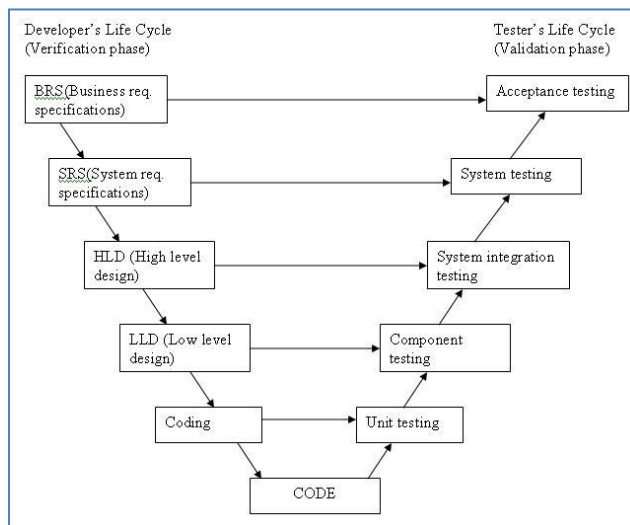 Developer's Life Cycle
(Verification phase)
Tester's Life Cycle
(Validation phase)
BRS(Business req.
specifications)
Acceptance testing
SRS(System req.
specifications)
System testing
HLD (High level
design)
System integration
testing
LLD (Low level
design)
Component
testing
Coding
Unit testing
CODE